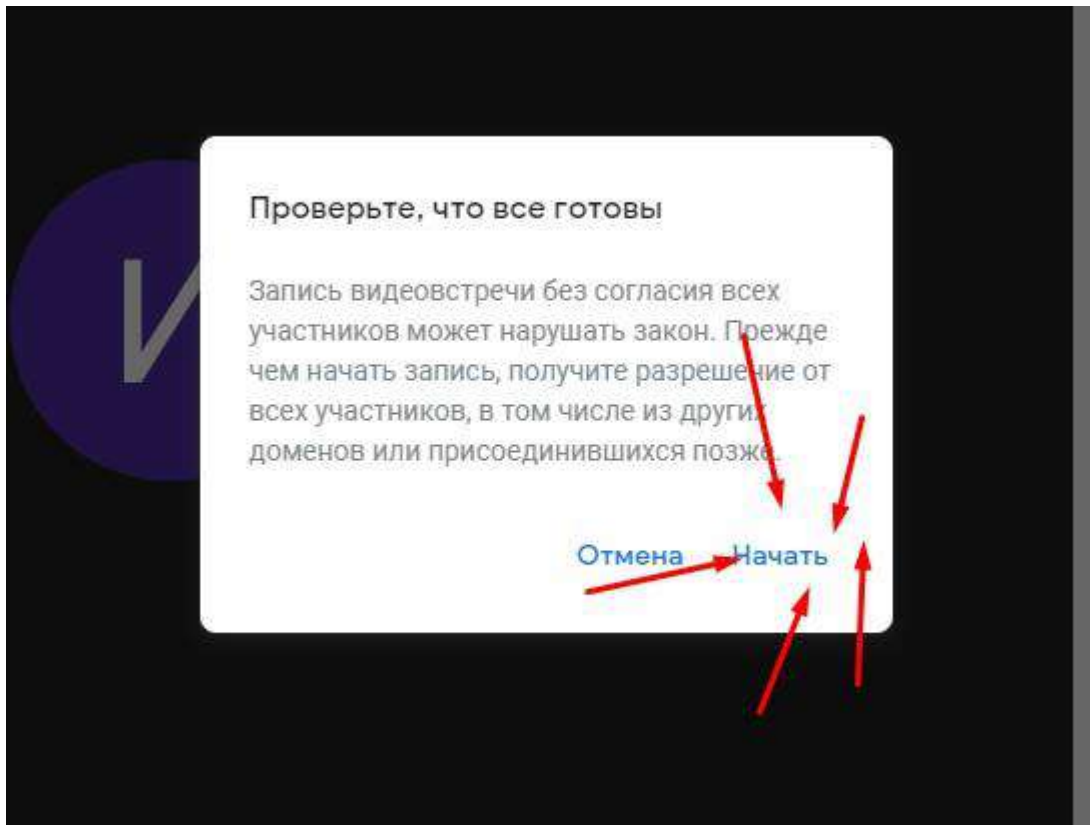 Проверьте, что все готовы
Запись видеовстречи без согласия всех
участников может нарушать закон. Прежде
чем начать запись, получите разрешение от
всех участников, в том числе из других
доменов или присоединившихся позже.
Отмена Начать
И